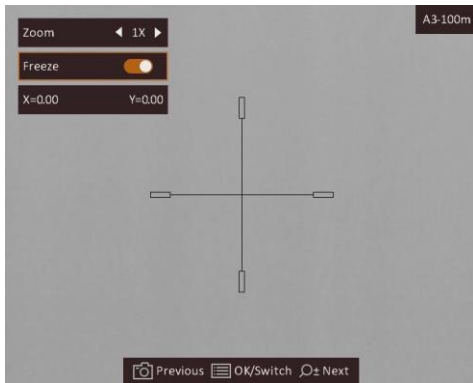 A3-100m
Zoom 1X
Freeze
X=0.00 Y=0.00
Previous OK/Switch Next